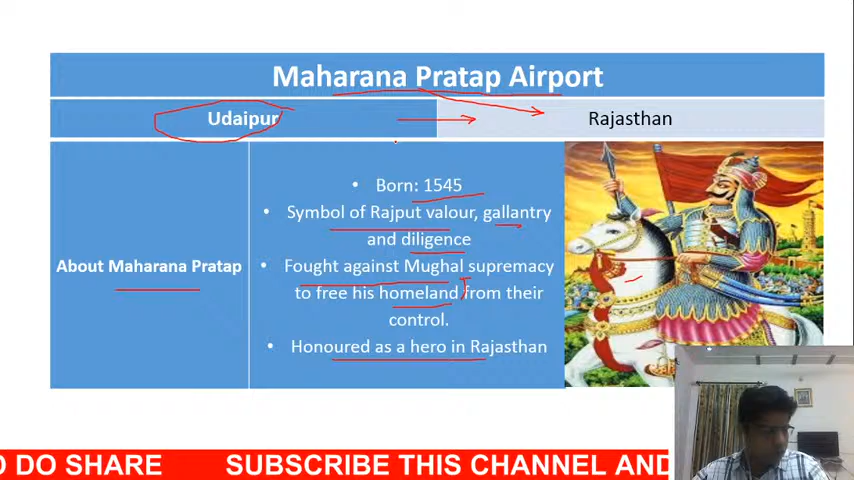 Maharana Pratap Airport
Udaipur
Rajasthan
About Maharana Pratap
• Born: 1545
• Symbol of Rajput valour, gallantry
and diligence
• Fought against Mughal supremacy
to free his homeland from their
control.
• Honoured as a hero in Rajasthan
O DO SHARE SUBSCRIBE THIS CHANNEL AND